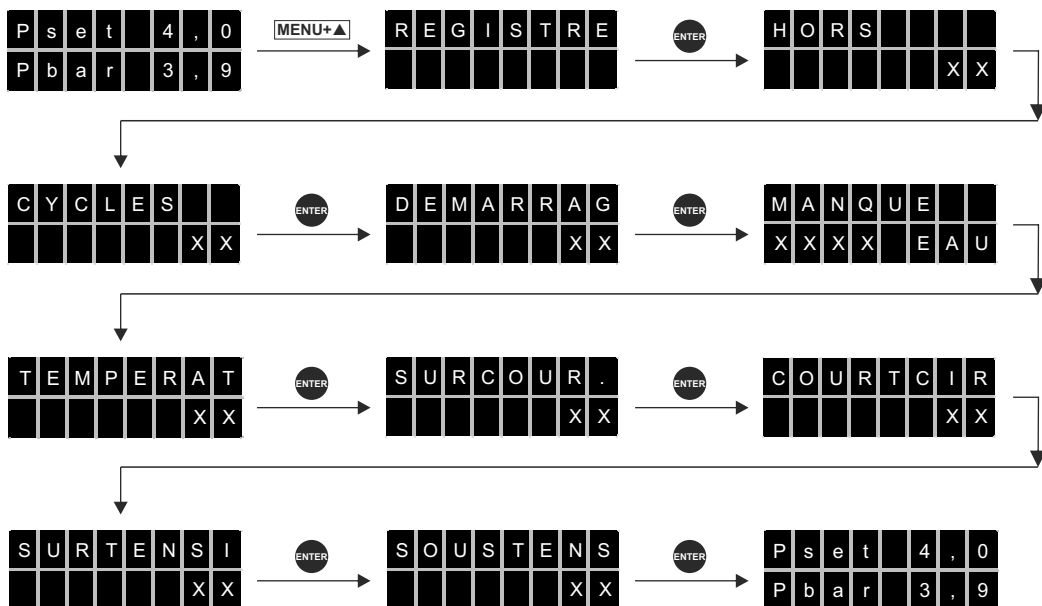 Pset 4,0
Pbar 3,9
MENU+▲
REGISTRE
ENTER
HORS
XX
CYCLES
XX
ENTER
DEMARRAG
XX
ENTER
MANQUE
XXXX EAU
TEMPERAT
XX
ENTER
SURCOUR.
XX
ENTER
COURTCIR
XX
SURTENSI
XX
ENTER
SOUSTENS
XX
ENTER
Pset 4,0
Pbar 3,9